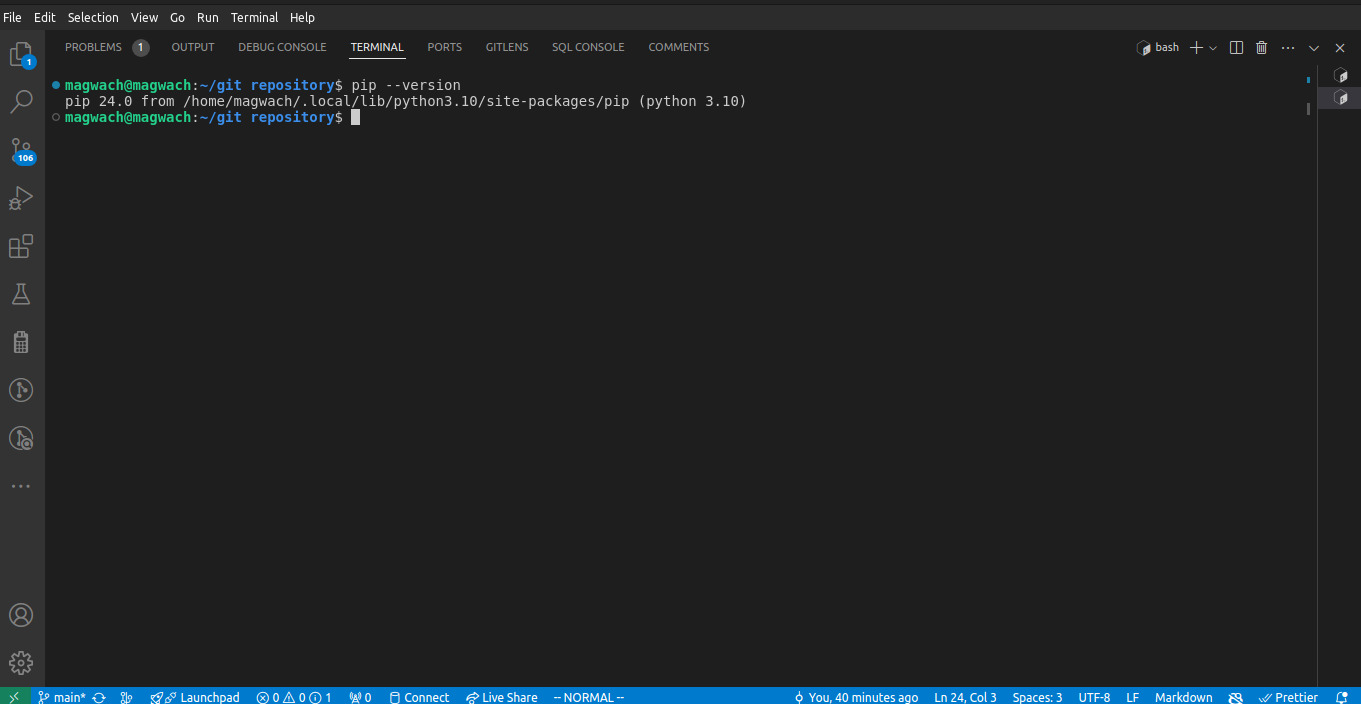 File Edit Selection View Go Run Terminal Help
PROBLEMS 1 OUTPUT DEBUG CONSOLE TERMINAL PORTS GITLENS SQL CONSOLE COMMENTS bash
1
magwach@magwach:~/git repository$ pip --version
pip 24.0 from /home/magwach/.local/lib/python3.10/site-packages/pip (python 3.10)
magwach@magwach:~/git repository$
106
main* Launchpad 0 0 1 0 Connect Live Share -- NORMAL -- You, 40 minutes ago Ln 24, Col 3 Spaces: 3 UTF-8 LF Markdown Prettier